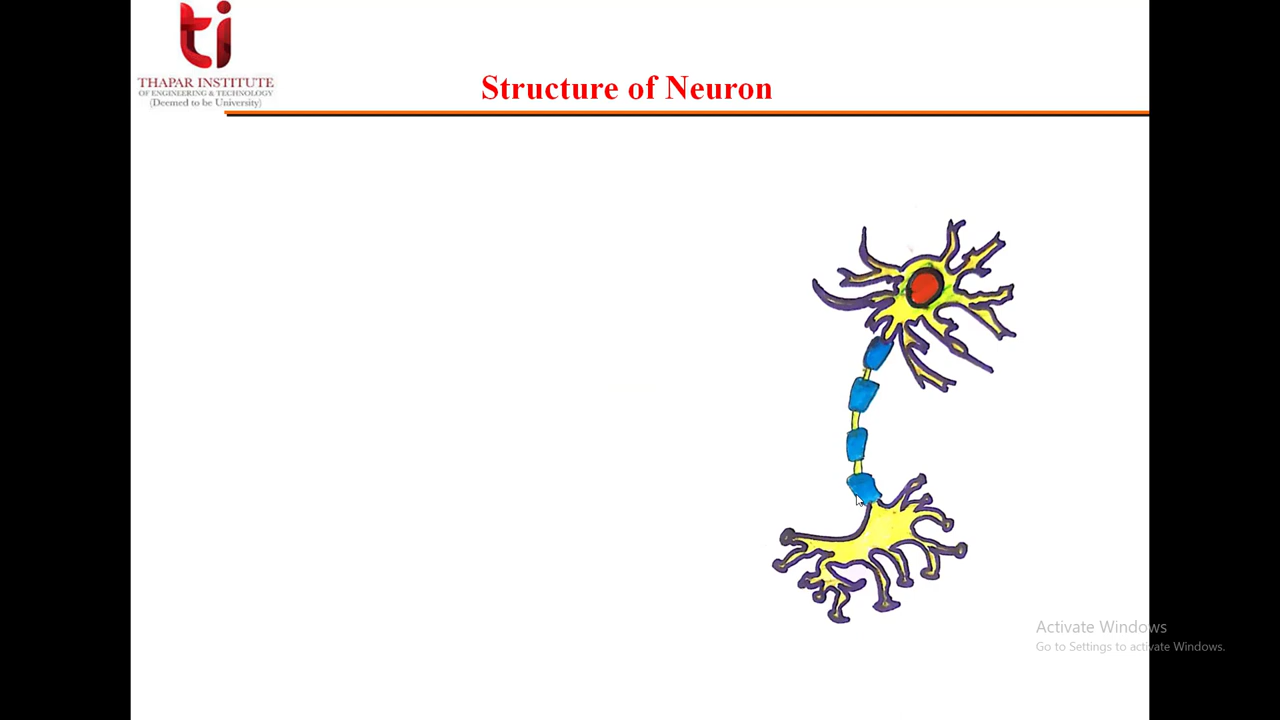 ti
THAPAR INSTITUTE
OF ENGINEERING & TECHNOLOGY
(Deemed to be University)
Structure of Neuron
Activate Windows
Go to Settings to activate Windows.